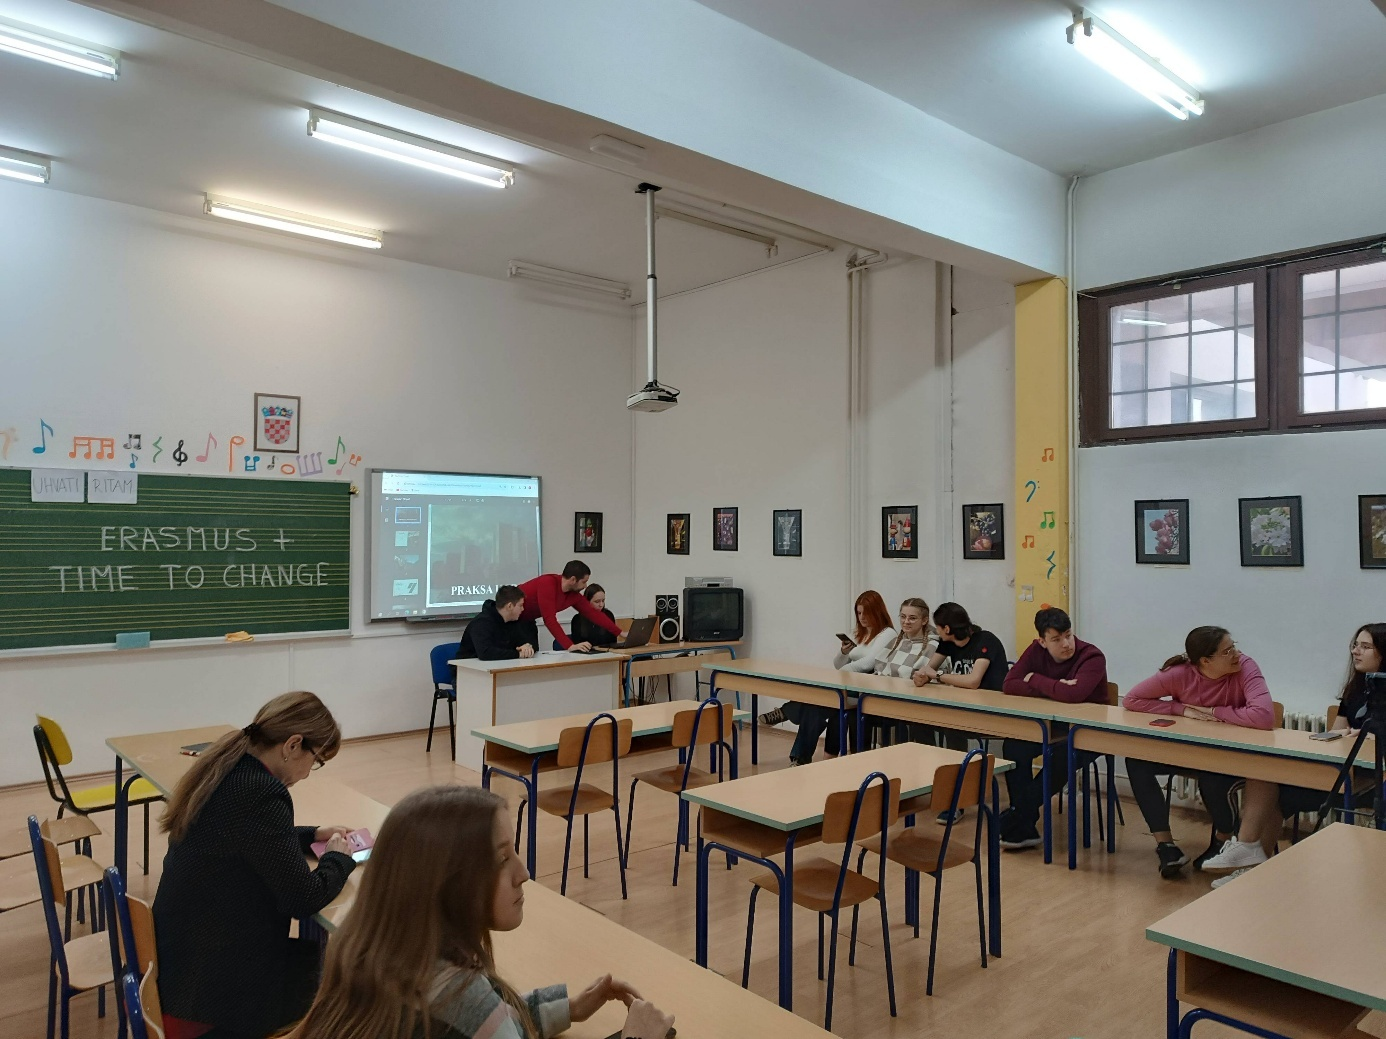 UHVATI RITAM
ERASMUS +
TIME TO CHANGE
PRAKSA